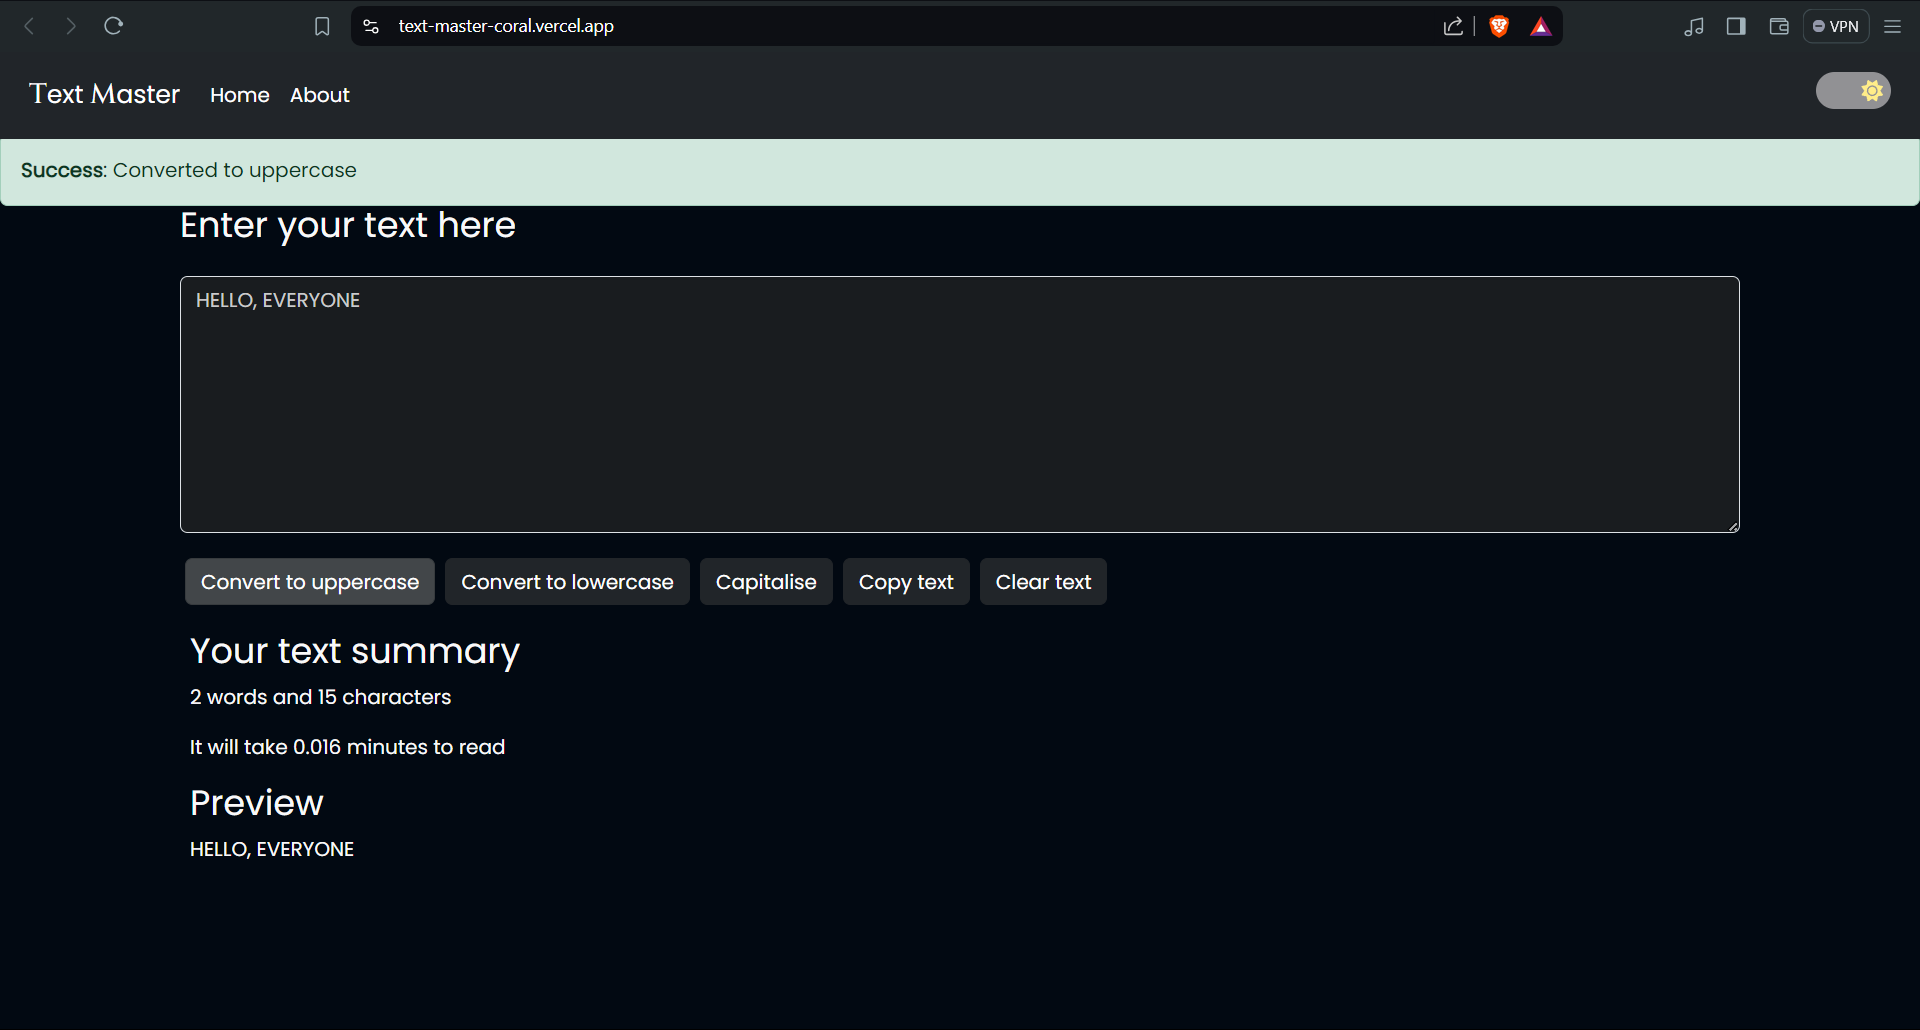 text-master-coral.vercel.app
VPN
Text Master Home About
Success: Converted to uppercase
Enter your text here
HELLO, EVERYONE
Convert to uppercase Convert to lowercase Capitalise Copy text Clear text
Your text summary
2 words and 15 characters
It will take 0.016 minutes to read
Preview
HELLO, EVERYONE